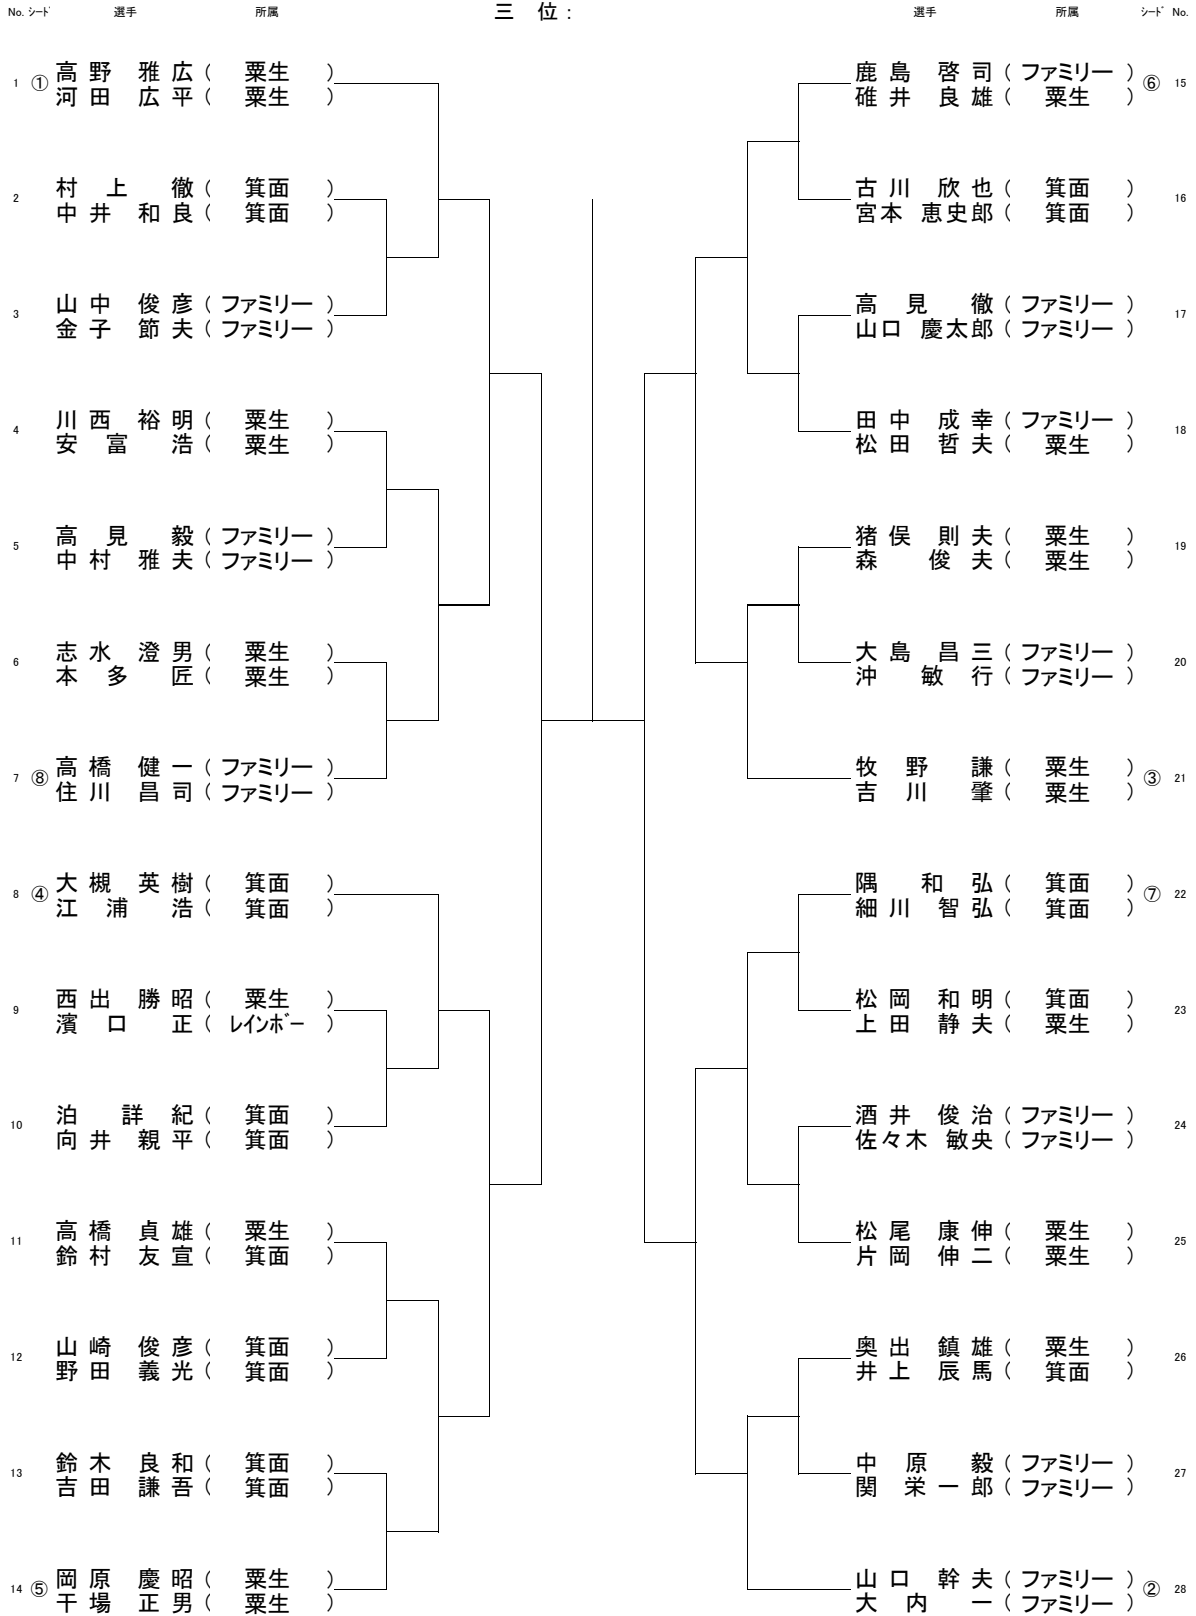 No. ｼｰﾄﾞ 選手 所属 三 位 : 選手 所属 ｼｰﾄﾞ No.
1 ① 高野 雅広 ( 粟生 )
河田 広平 ( 粟生 )
2 村上 徹 ( 箕面 )
中井 和良 ( 箕面 )
3 山中 俊彦 ( ファミリー )
金子 節夫 ( ファミリー )
4 川西 裕明 ( 粟生 )
安富 浩 ( 粟生 )
5 高見 毅 ( ファミリー )
中村 雅夫 ( ファミリー )
6 志水 澄男 ( 粟生 )
本多 匠 ( 粟生 )
7 ⑧ 高橋 健一 ( ファミリー )
住川 昌司 ( ファミリー )
8 ④ 大槻 英樹 ( 箕面 )
江浦 浩 ( 箕面 )
9 西出 勝昭 ( 粟生 )
濱口 正 ( ﾚｲﾝﾎﾞｰ )
10 泊 詳紀 ( 箕面 )
向井 親平 ( 箕面 )
11 高橋 貞雄 ( 粟生 )
鈴村 友宣 ( 箕面 )
12 山崎 俊彦 ( 箕面 )
野田 義光 ( 箕面 )
13 鈴木 良和 ( 箕面 )
吉田 謙吾 ( 箕面 )
14 ⑤ 岡原 慶昭 ( 粟生 )
干場 正男 ( 粟生 )
鹿島 啓司 ( ファミリー ) ⑥ 15
碓井 良雄 ( 粟生 )
古川 欣也 ( 箕面 ) 16
宮本 恵史郎 ( 箕面 )
高見 徹 ( ファミリー ) 17
山口 慶太郎 ( ファミリー )
田中 成幸 ( ファミリー ) 18
松田 哲夫 ( 粟生 )
猪俣 則夫 ( 粟生 ) 19
森 俊夫 ( 粟生 )
大島 昌三 ( ファミリー ) 20
沖 敏行 ( ファミリー )
牧野 謙 ( 粟生 ) ③ 21
吉川 肇 ( 粟生 )
隅 和弘 ( 箕面 ) ⑦ 22
細川 智弘 ( 箕面 )
松岡 和明 ( 箕面 ) 23
上田 静夫 ( 粟生 )
酒井 俊治 ( ファミリー ) 24
佐々木 敏央 ( ファミリー )
松尾 康伸 ( 粟生 ) 25
片岡 伸二 ( 粟生 )
奥出 鎮雄 ( 粟生 ) 26
井上 辰馬 ( 箕面 )
中原 毅 ( ファミリー ) 27
関 栄一郎 ( ファミリー )
山口 幹夫 ( ファミリー ) ② 28
大内 一 ( ファミリー )